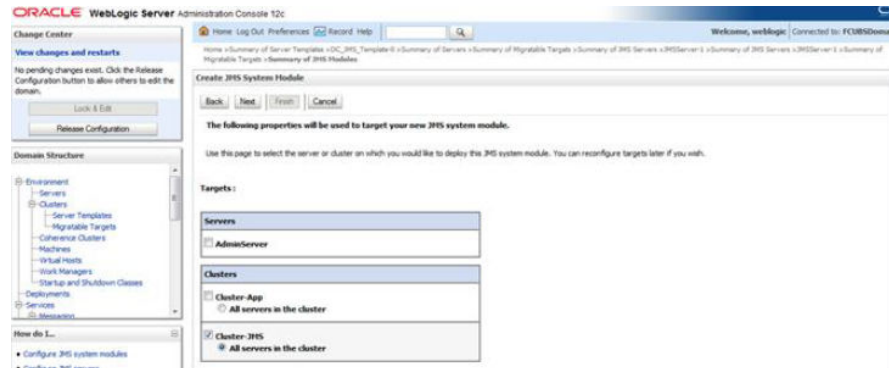 ORACLE WebLogic Server Administration Console 12c
Change Center
View changes and restarts
No pending changes exist. Click the Release
Configuration button to allow others to edit the
domain.
Lock & Edit
Release Configuration
Domain Structure
Environment
Servers
Clusters
Server Templates
Migratable Targets
Coherence Clusters
Machines
Virtual Hosts
Work Managers
Startup and Shutdown Classes
Deployments
Services
Messaging
How do I...
Configure JMS system modules
Configure JMS servers
Home Log Out Preferences Record Help
Welcome, weblogic Connected to: FCUBSDoma
Home >Summary of Server Templates >DC_JMS_Template-0 >Summary of Servers >Summary of Migratable Targets >Summary of JMS Servers >JMSServer-1 >Summary of JMS Servers >JMSServer-1 >Summary of
Migratable Targets >Summary of JMS Modules
Create JMS System Module
Back Next Finish Cancel
The following properties will be used to target your new JMS system module.
Use this page to select the server or cluster on which you would like to deploy this JMS system module. You can reconfigure targets later if you wish.
Targets :
Servers
AdminServer
Clusters
Cluster-App
All servers in the cluster
Cluster-JMS
All servers in the cluster